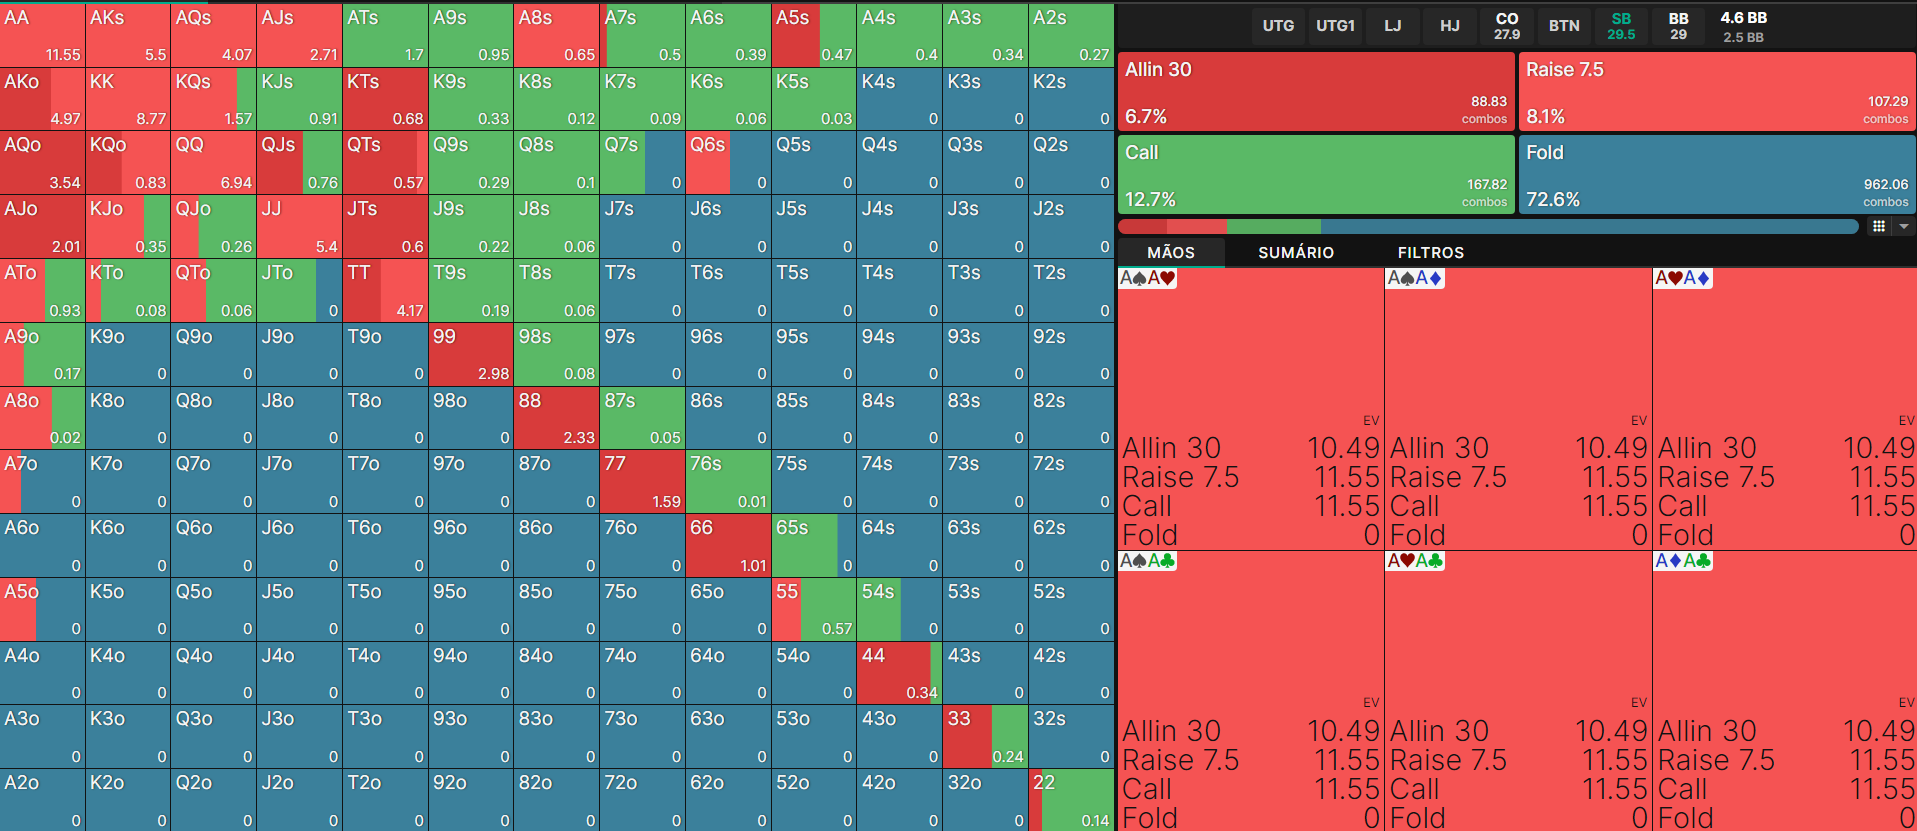 AA AKs AQs AJs ATs A9s A8s A7s A6s A5s A4s A3s A2s
11.55 5.5 4.07 2.71 1.7 0.95 0.65 0.5 0.39 0.47 0.4 0.34 0.27
AKo KK KQs KJs KTs K9s K8s K7s K6s K5s K4s K3s K2s
4.97 8.77 1.57 0.91 0.68 0.33 0.12 0.09 0.06 0.03 0 0 0
AQo KQo QQ QJs QTs Q9s Q8s Q7s Q6s Q5s Q4s Q3s Q2s
3.54 0.83 6.94 0.76 0.57 0.29 0.1 0 0 0 0 0 0
AJo KJo QJo JJ JTs J9s J8s J7s J6s J5s J4s J3s J2s
2.01 0.35 0.26 5.4 0.6 0.22 0.06 0 0 0 0 0 0
ATo KTo QTo JTo TT T9s T8s T7s T6s T5s T4s T3s T2s
0.93 0.08 0.06 0 4.17 0.19 0.06 0 0 0 0 0 0
A9o K9o Q9o J9o T9o 99 98s 97s 96s 95s 94s 93s 92s
0.17 0 0 0 0 2.98 0.08 0 0 0 0 0 0
A8o K8o Q8o J8o T8o 98o 88 87s 86s 85s 84s 83s 82s
0.02 0 0 0 0 0 2.33 0.05 0 0 0 0 0
A7o K7o Q7o J7o T7o 97o 87o 77 76s 75s 74s 73s 72s
0 0 0 0 0 0 0 1.59 0.01 0 0 0 0
A6o K6o Q6o J6o T6o 96o 86o 76o 66 65s 64s 63s 62s
0 0 0 0 0 0 0 0 1.01 0 0 0 0
A5o K5o Q5o J5o T5o 95o 85o 75o 65o 55 54s 53s 52s
0 0 0 0 0 0 0 0 0 0.57 0 0 0
A4o K4o Q4o J4o T4o 94o 84o 74o 64o 54o 44 43s 42s
0 0 0 0 0 0 0 0 0 0 0.34 0 0
A3o K3o Q3o J3o T3o 93o 83o 73o 63o 53o 43o 33 32s
0 0 0 0 0 0 0 0 0 0 0 0.24 0
A2o K2o Q2o J2o T2o 92o 82o 72o 62o 52o 42o 32o 22
0 0 0 0 0 0 0 0 0 0 0 0 0.14
UTG UTG1 LJ HJ CO BTN SB BB 4.6 BB
27.9 29.5 29 2.5 BB
Allin 30 Raise 7.5
88.83 107.29
6.7% combos 8.1% combos
Call Fold
167.82 962.06
12.7% combos 72.6% combos
MÃOS SUMÁRIO FILTROS
A♠A♥ A♠A♦ A♥A♦
EV EV EV
Allin 30 10.49 Allin 30 10.49 Allin 30 10.49
Raise 7.5 11.55 Raise 7.5 11.55 Raise 7.5 11.55
Call 11.55 Call 11.55 Call 11.55
Fold 0 Fold 0 Fold 0
A♠A♣ A♥A♣ A♦A♣
EV EV EV
Allin 30 10.49 Allin 30 10.49 Allin 30 10.49
Raise 7.5 11.55 Raise 7.5 11.55 Raise 7.5 11.55
Call 11.55 Call 11.55 Call 11.55
Fold 0 Fold 0 Fold 0